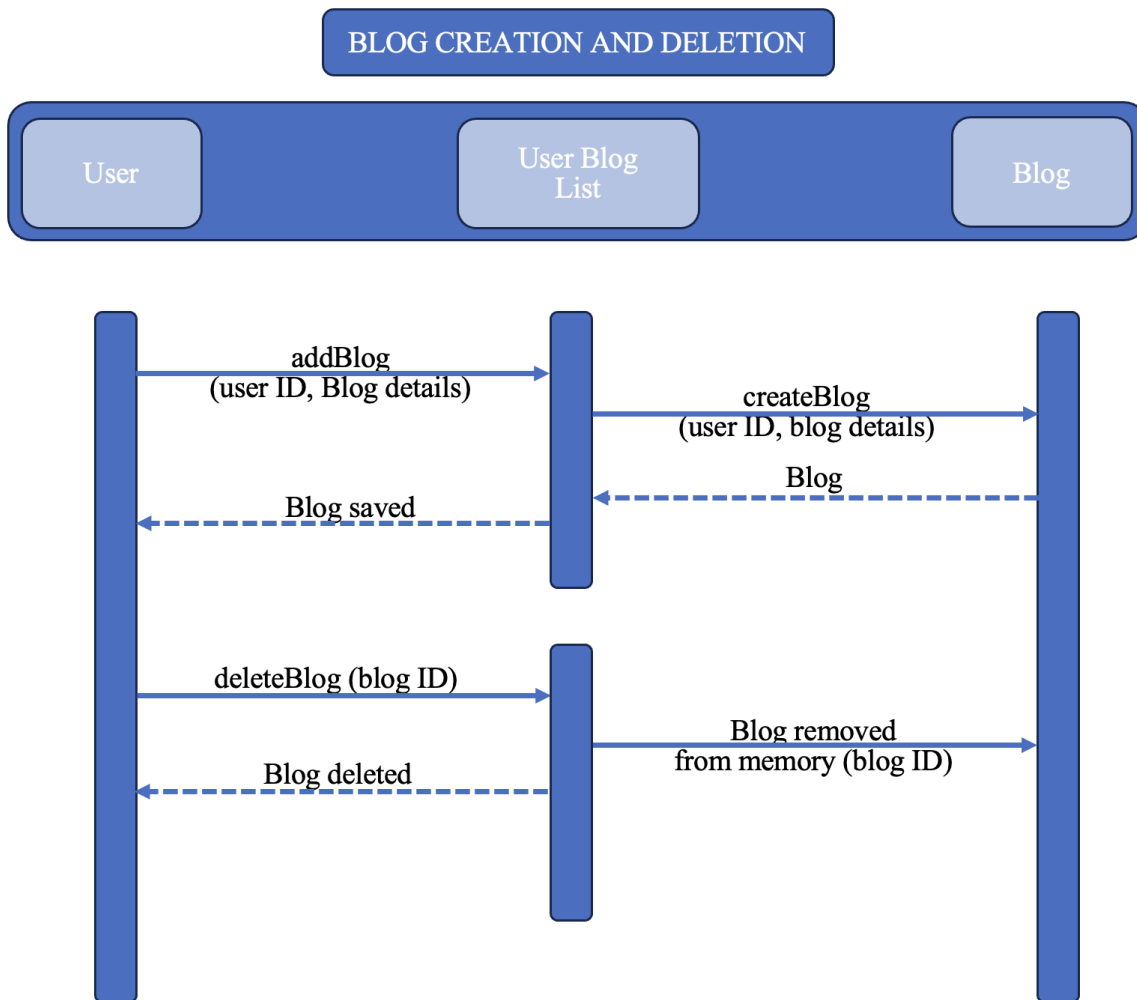 BLOG CREATION AND DELETION
User
User Blog
List
Blog
addBlog
(user ID, Blog details)
createBlog
(user ID, blog details)
Blog
Blog saved
deleteBlog (blog ID)
Blog removed
from memory (blog ID)
Blog deleted